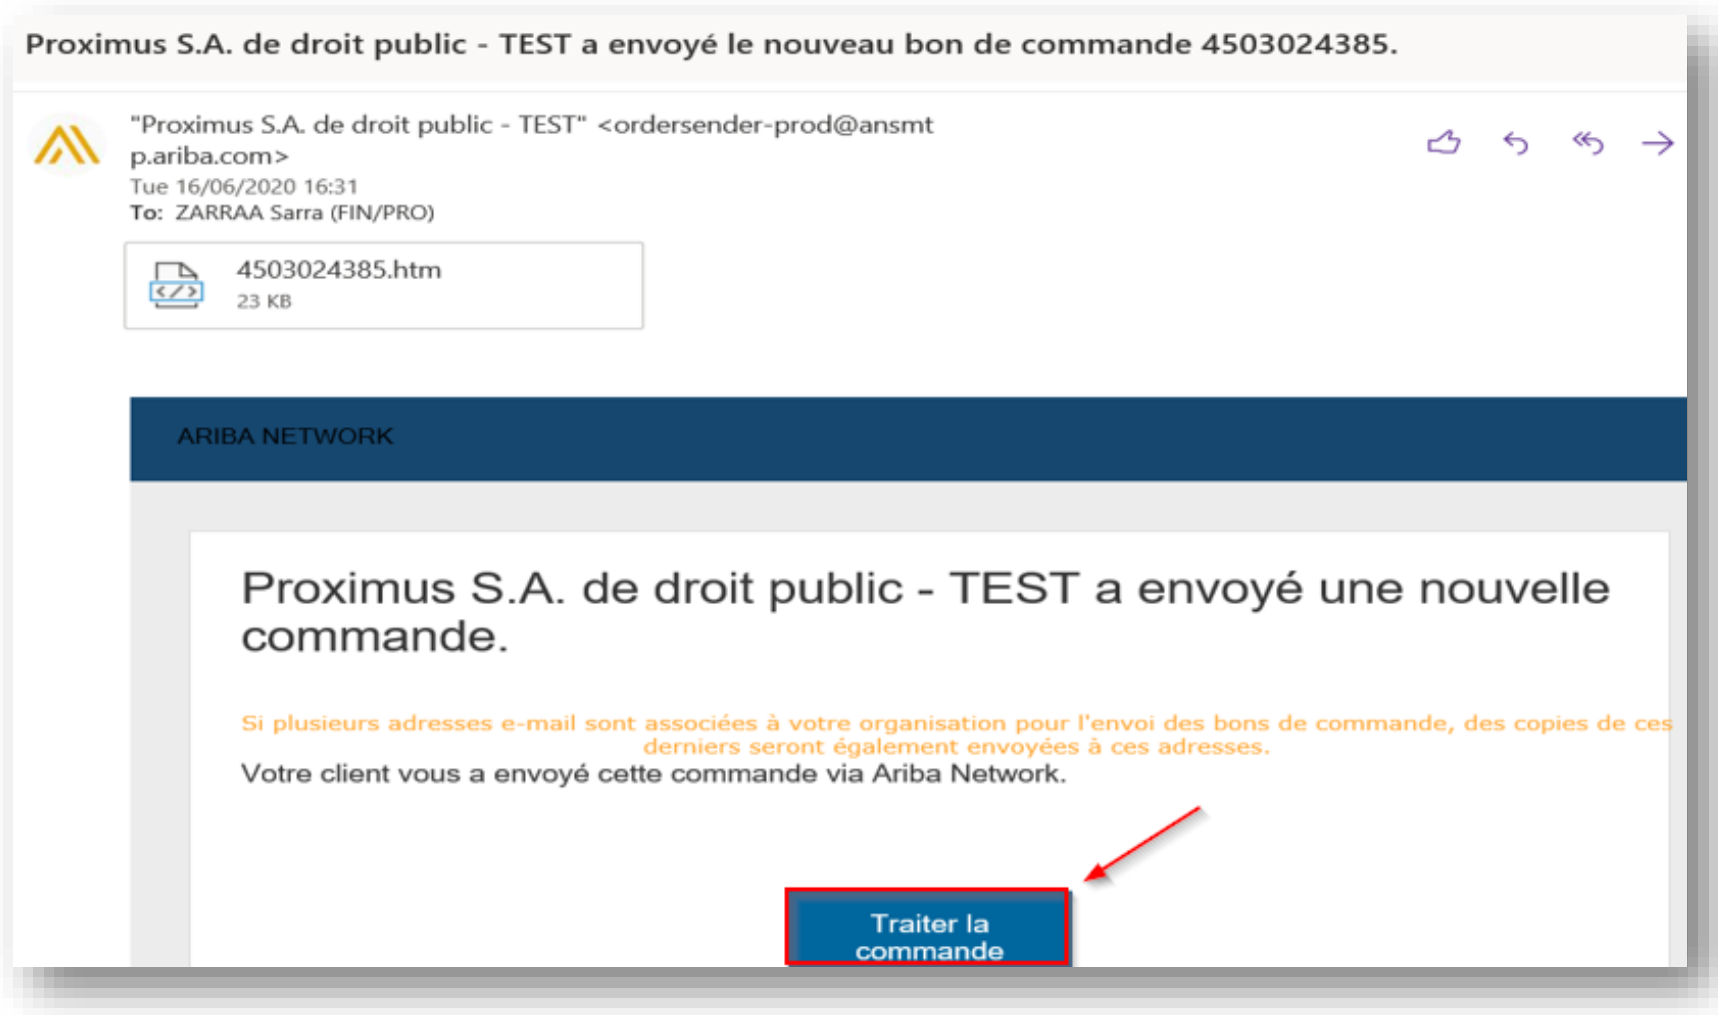 Proximus S.A. de droit public - TEST a envoyé le nouveau bon de commande 4503024385.
"Proximus S.A. de droit public - TEST" <ordersender-prod@ansmt
p.ariba.com>
Tue 16/06/2020 16:31
To: ZARRAA Sarra (FIN/PRO)
4503024385.htm
23 KB
ARIBA NETWORK
Proximus S.A. de droit public - TEST a envoyé une nouvelle
commande.
Si plusieurs adresses e-mail sont associées à votre organisation pour l'envoi des bons de commande, des copies de ces
derniers seront également envoyées à ces adresses.
Votre client vous a envoyé cette commande via Ariba Network.
Traiter la
commande